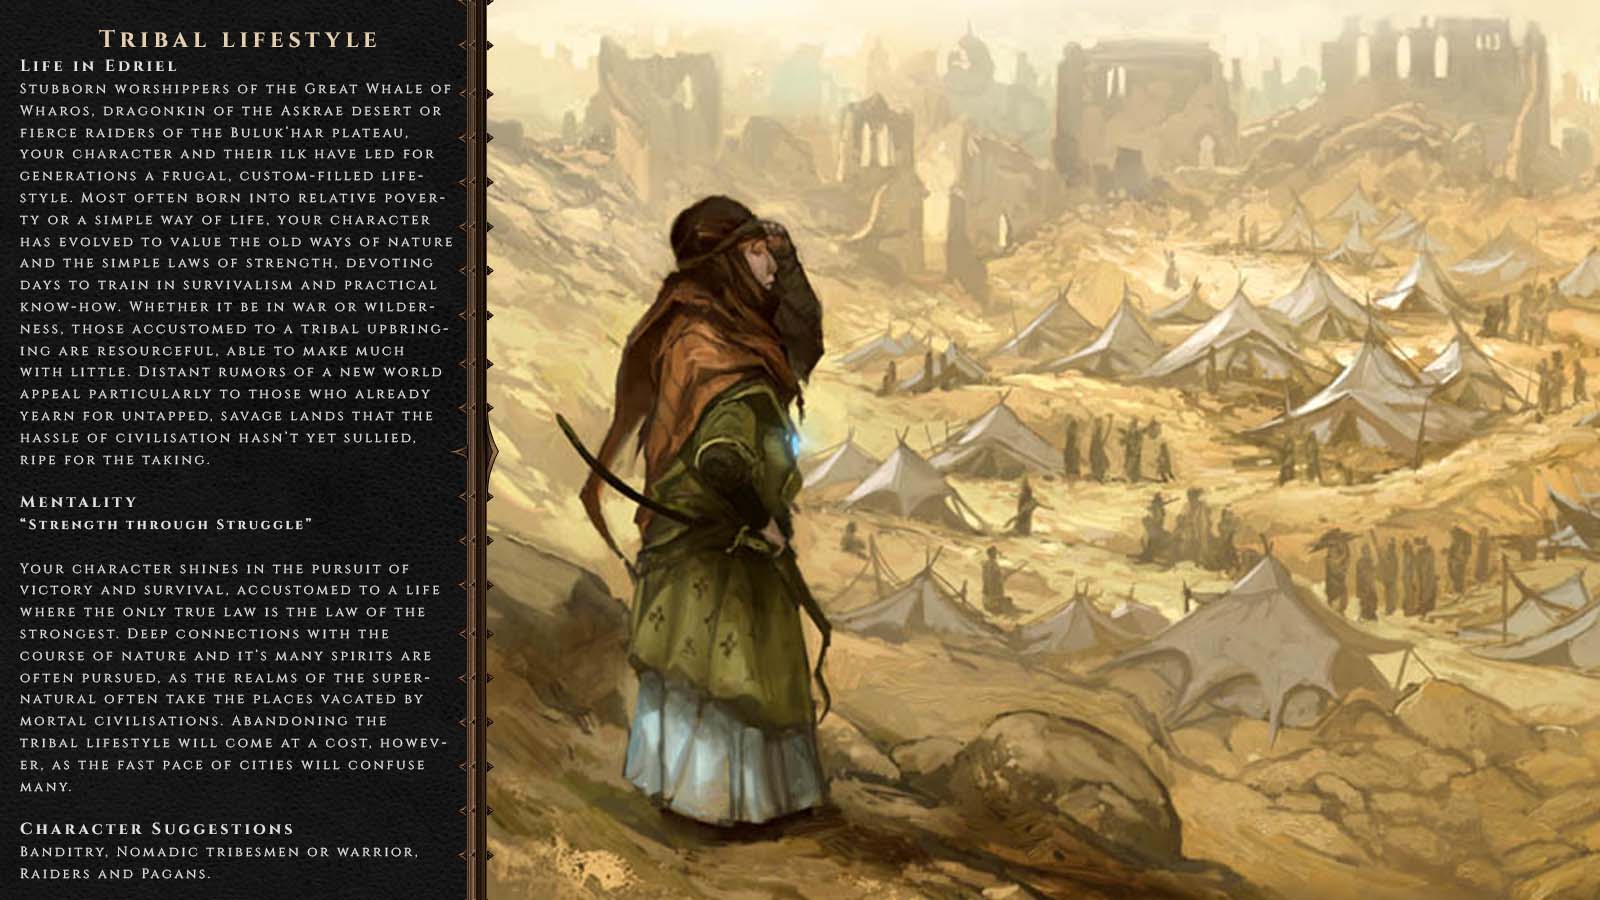 Tribal lifestyle
Life in Edriel
Stubborn worshippers of the Great Whale of
Wharos, dragonkin of the Askrae desert or
fierce raiders of the Buluk'har plateau,
your character and their ilk have led for
generations a frugal, custom-filled life-
style. Most often born into relative pover-
ty or a simple way of life, your character
has evolved to value the old ways of nature
and the simple laws of strength, devoting
days to train in survivalism and practical
know-how. Whether it be in war or wilder-
ness, those accustomed to a tribal upbring-
ing are resourceful, able to make much
with little. Distant rumors of a new world
appeal particularly to those who already
yearn for untapped, savage lands that the
hassle of civilisation hasn't yet sullied,
ripe for the taking.
Mentality
“Strength through Struggle”
Your character shines in the pursuit of
victory and survival, accustomed to a life
where the only true law is the law of the
strongest. Deep connections with the
course of nature and it's many spirits are
often pursued, as the realms of the super-
natural often take the places vacated by
mortal civilisations. Abandoning the
tribal lifestyle will come at a cost, howev-
er, as the fast pace of cities will confuse
many.
Character Suggestions
Banditry, Nomadic tribesmen or warrior,
Raiders and Pagans.